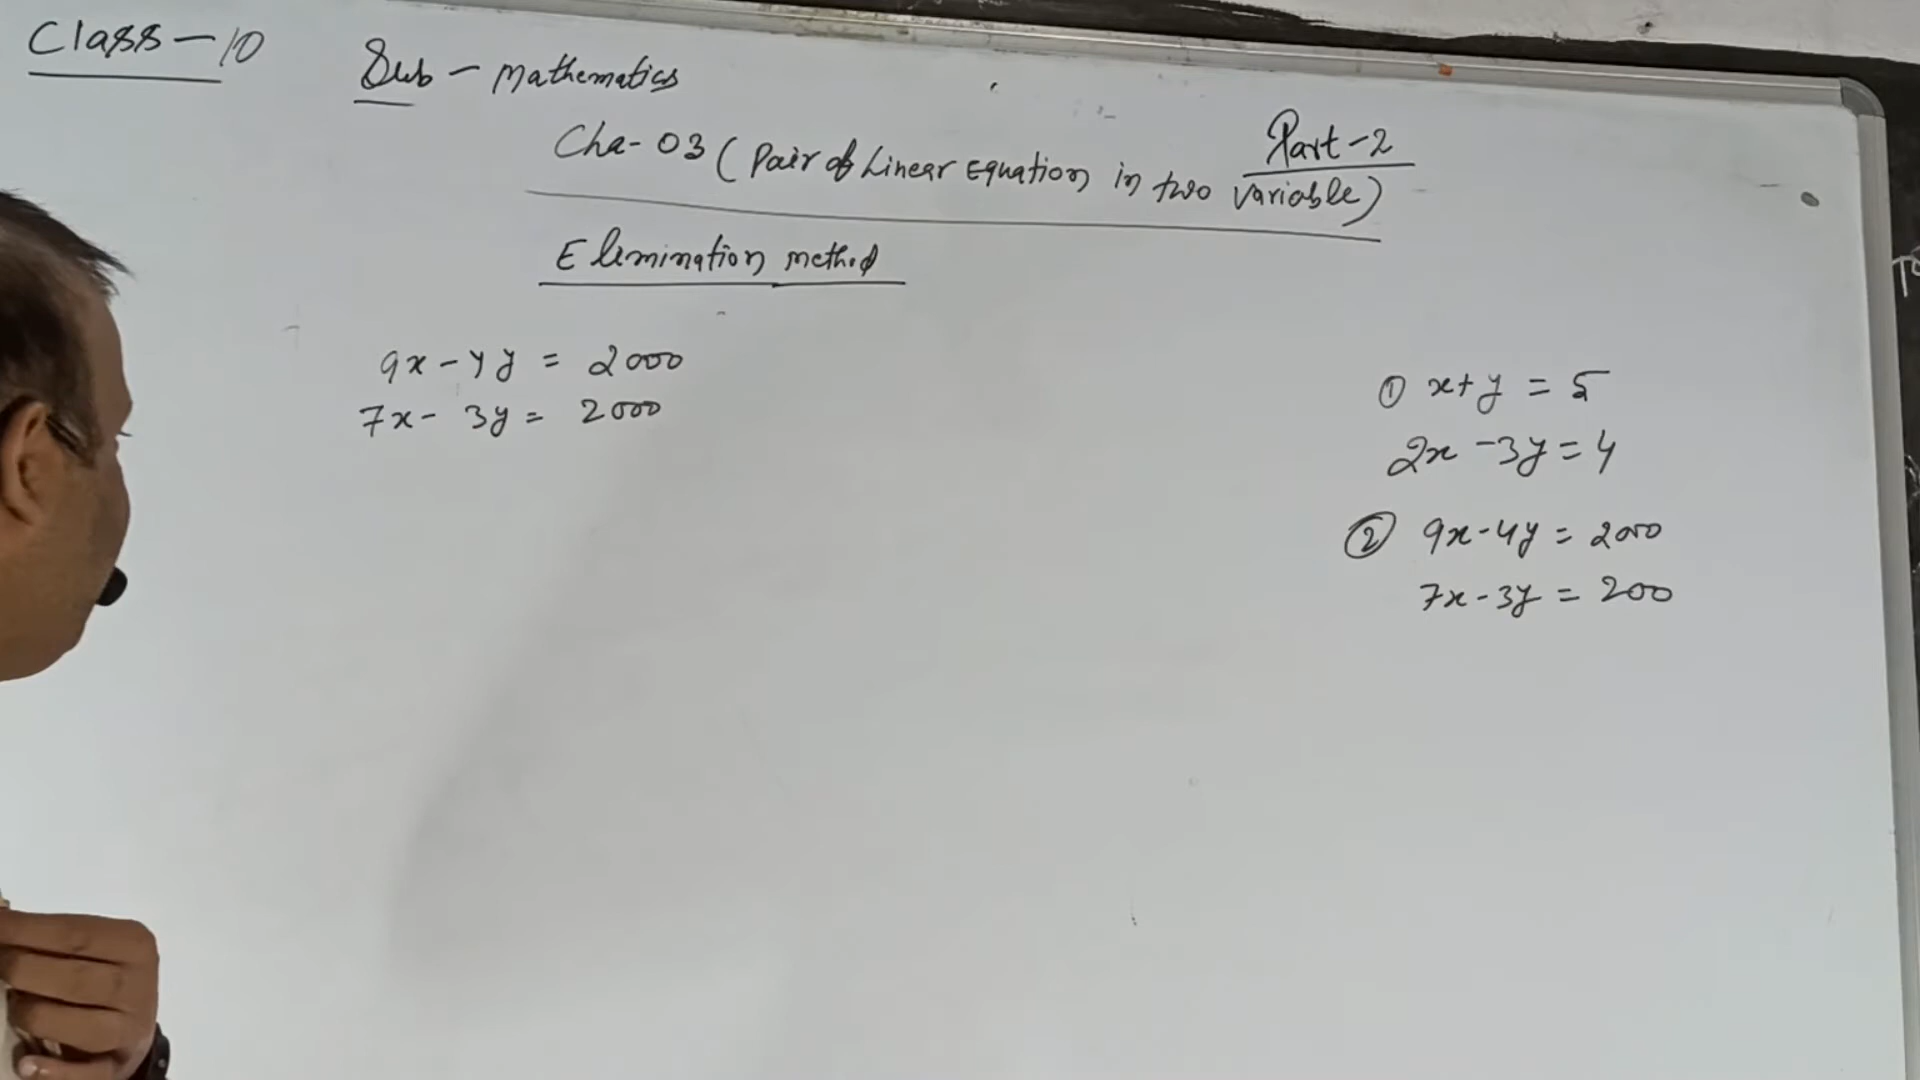 Class-10
Sub - Mathematics
Part-2
Cha-03 (Pair of Linear Equation in two variable)
Elimination method
9x - 4y = 2000
7x - 3y = 2000
① x+y = 5
2x - 3y = 4
② 9x - 4y = 2000
7x - 3y = 200